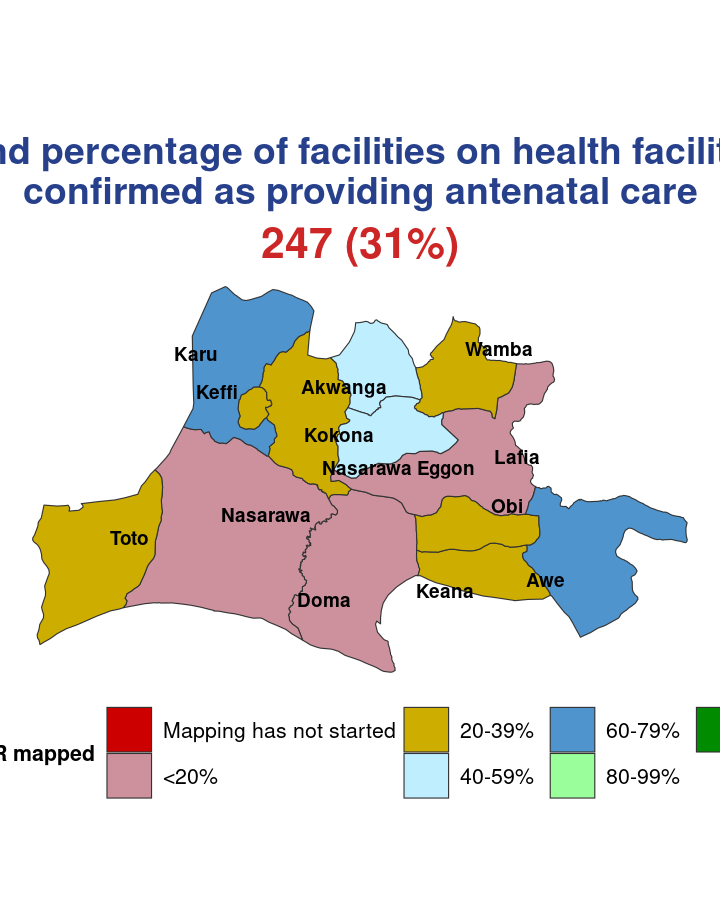 nd percentage of facilities on health facilit
confirmed as providing antenatal care
247 (31%)
Wamba
Karu
Akwanga
Keffi
Kokona
Lafia
Nasarawa Eggon
Obi
Nasarawa
Toto
Awe
Keana
Doma
R mapped
Mapping has not started
<20%
20-39%
40-59%
60-79%
80-99%